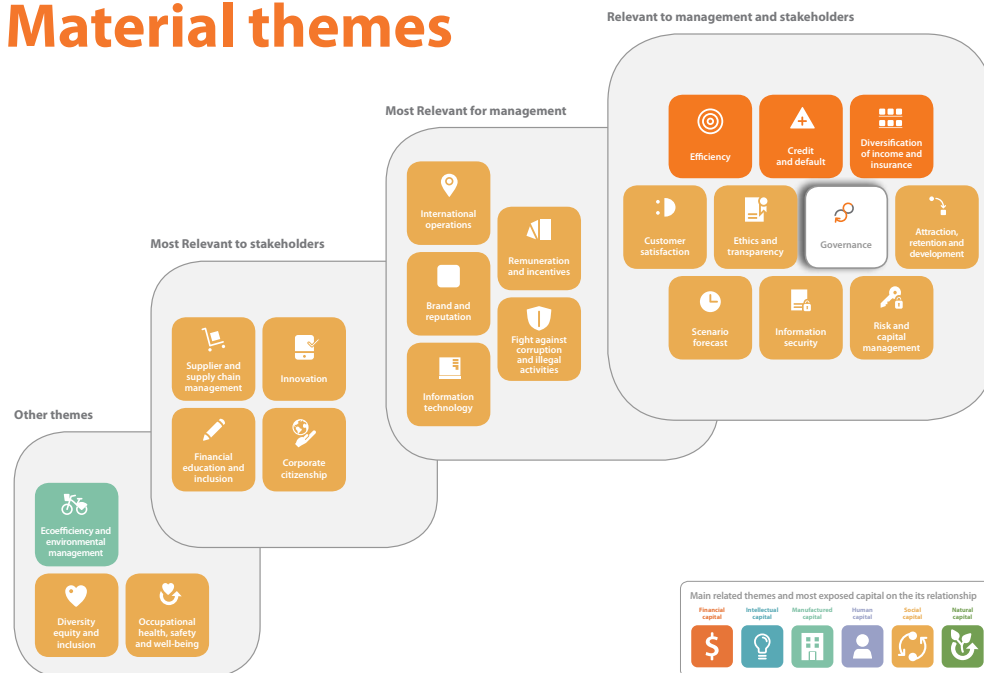 Material themes
Relevant to management and stakeholders
Efficiency
Credit
and default
Diversification
of income and
insurance
Customer
satisfaction
Ethics and
transparency
Governance
Attraction,
retention and
development
Scenario
forecast
Information
security
Risk and
capital
management
Most Relevant for management
International
operations
Remuneration
and incentives
Brand and
reputation
Fight against
corruption
and illegal
activities
Information
technology
Most Relevant to stakeholders
Supplier and
supply chain
management
Innovation
Financial
education and
inclusion
Corporate
citizenship
Other themes
Ecoefficiency and
environmental
management
Diversity
equity and
inclusion
Occupational
health, safety
and well-being
Main related themes and most exposed capital on the its relationship
Financial
capital
Intellectual
capital
Manufactured
capital
Human
capital
Social
capital
Natural
capital
$